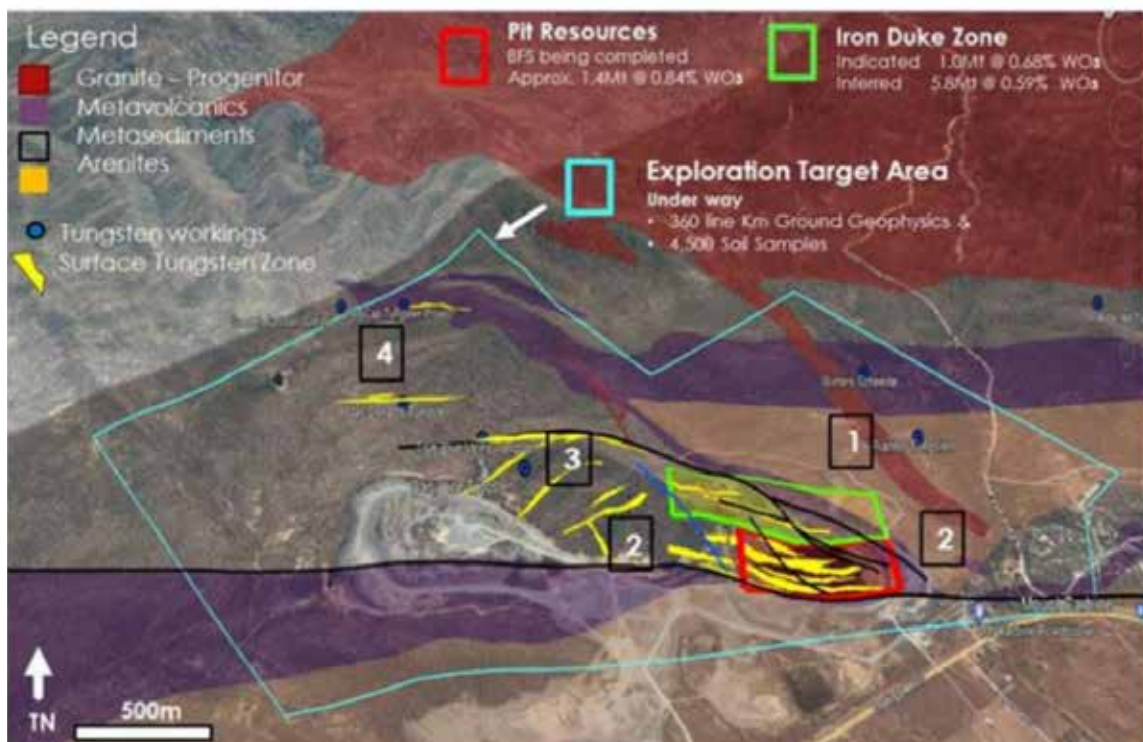 Legend
Granite – Progenitor
Metavolcanics
Metasediments
Arenites
Tungsten workings
Surface Tungsten Zone
Pit Resources
BFS being completed
Approx. 1.4Mt @ 0.84% WO₃
Iron Duke Zone
Indicated 1.0Mt @ 0.68% WO₃
Inferred 5.8Mt @ 0.59% WO₃
Exploration Target Area
Under way
• 360 line Km Ground Geophysics &
• 4,500 Soil Samples
4
1
3
2
2
TN
500m